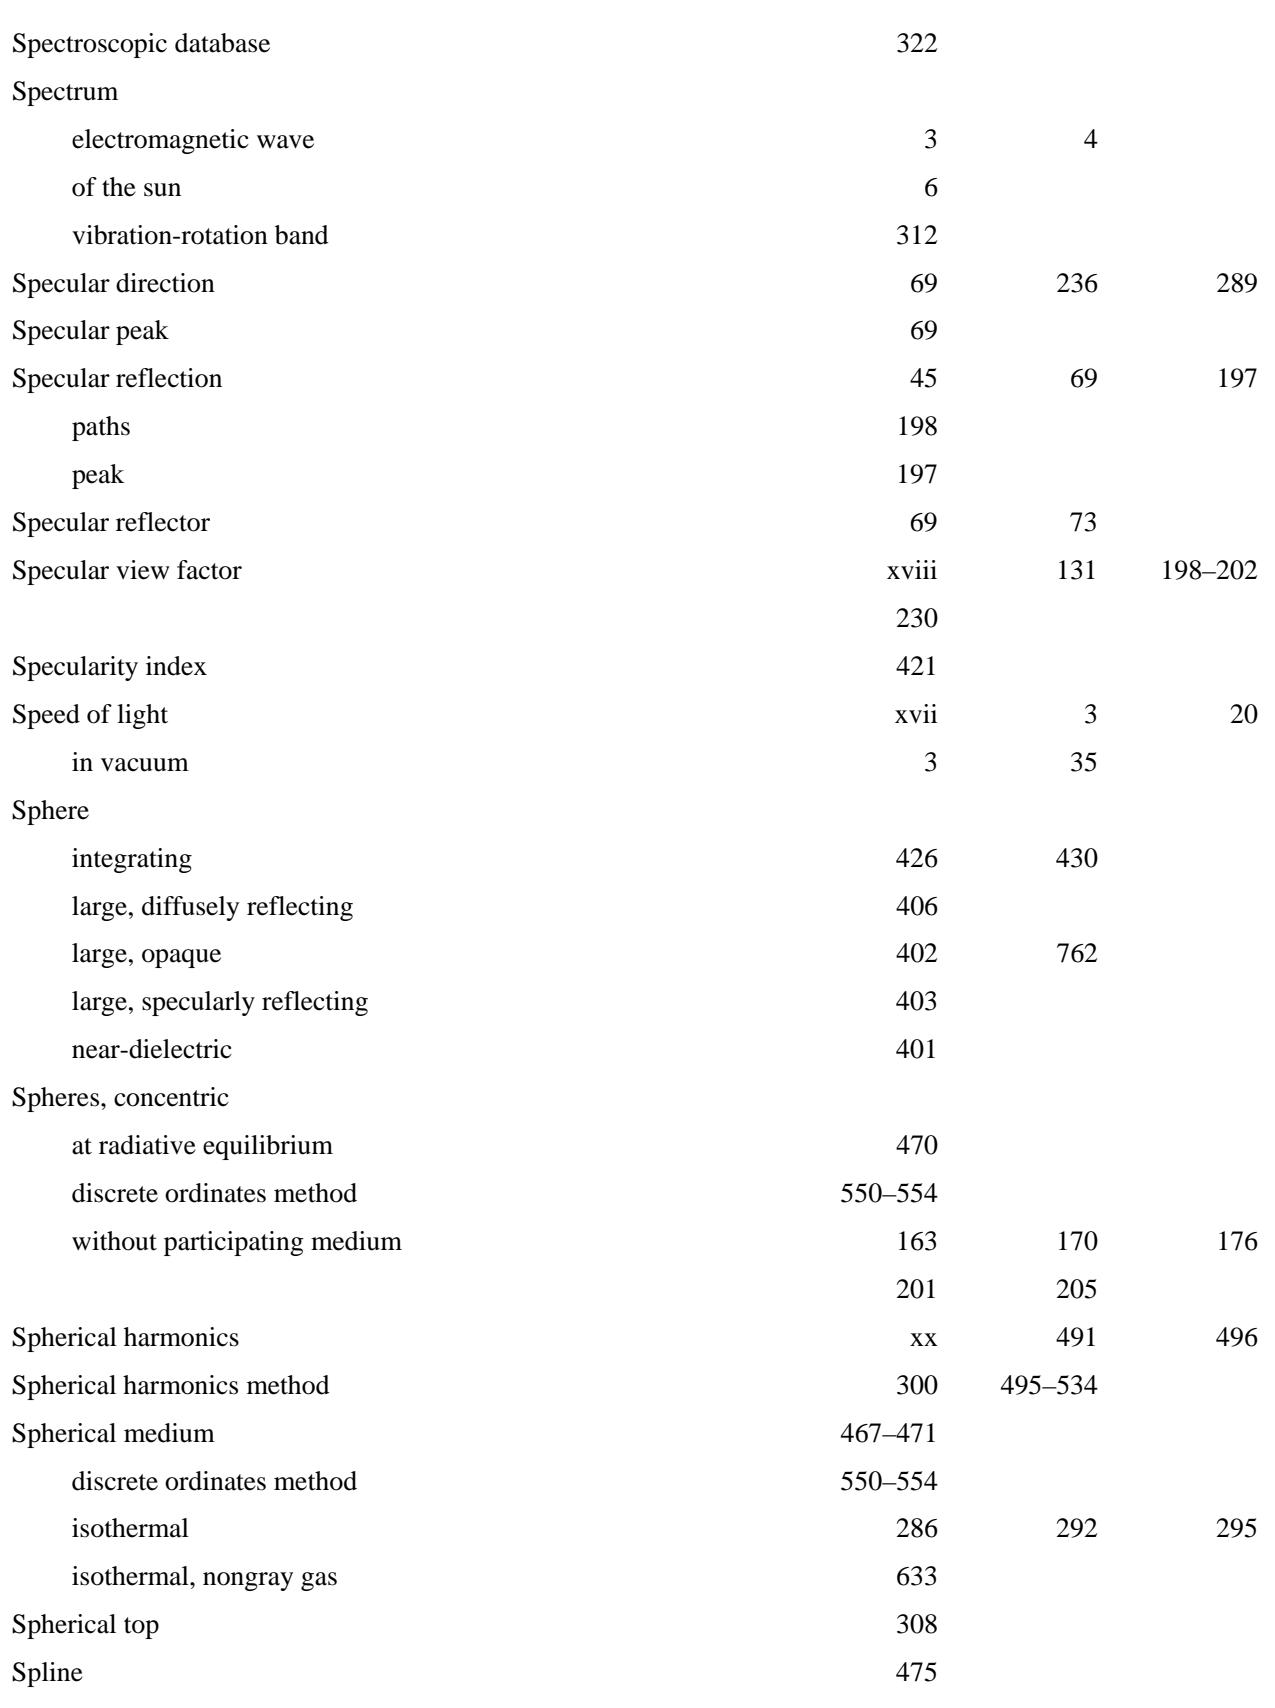 Spectroscopic database 322
Spectrum
electromagnetic wave 3 4
of the sun 6
vibration-rotation band 312
Specular direction 69 236 289
Specular peak 69
Specular reflection 45 69 197
paths 198
peak 197
Specular reflector 69 73
Specular view factor xviii 131 198–202
230
Specularity index 421
Speed of light xvii 3 20
in vacuum 3 35
Sphere
integrating 426 430
large, diffusely reflecting 406
large, opaque 402 762
large, specularly reflecting 403
near-dielectric 401
Spheres, concentric
at radiative equilibrium 470
discrete ordinates method 550–554
without participating medium 163 170 176
201 205
Spherical harmonics xx 491 496
Spherical harmonics method 300 495–534
Spherical medium 467–471
discrete ordinates method 550–554
isothermal 286 292 295
isothermal, nongray gas 633
Spherical top 308
Spline 475